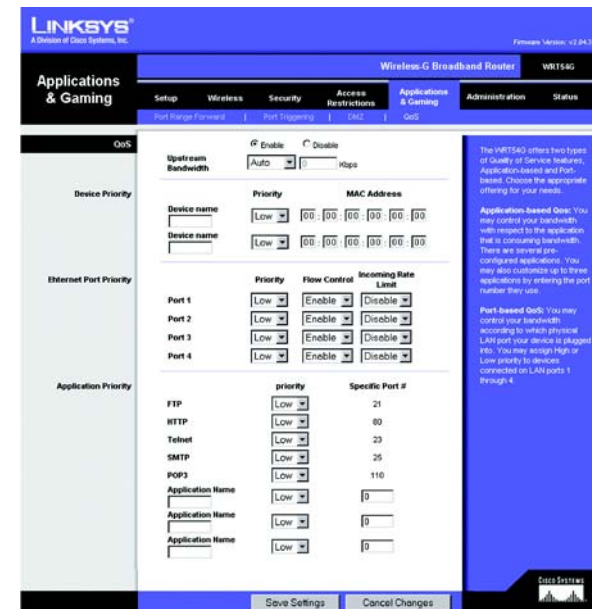 LINKSYS®
A Division of Cisco Systems, Inc.
Firmware Version: v2.04.3
Wireless-G Broadband Router WRT54G
Applications & Gaming
Setup Wireless Security Access Restrictions Applications & Gaming Administration Status
Port Range Forward | Port Triggering | DMZ | QoS
QoS
Enable Disable
Upstream Bandwidth Auto 0 Kbps
Device Priority
Priority MAC Address
Device name
Low 00 : 00 : 00 : 00 : 00 : 00
Device name
Low 00 : 00 : 00 : 00 : 00 : 00
Ehternet Port Priority
Priority Flow Control Incoming Rate Limit
Port 1 Low Enable Disable
Port 2 Low Enable Disable
Port 3 Low Enable Disable
Port 4 Low Enable Disable
Application Priority
priority Specific Port #
FTP Low 21
HTTP Low 80
Telnet Low 23
SMTP Low 25
POP3 Low 110
Application Name
Low 0
Application Name
Low 0
Application Name
Low 0
The WRT54G offers two types
of Quality of Service features,
Application-based and Port-
based. Choose the appropriate
offering for your needs.
Application-based Qos: You
may control your bandwidth
with respect to the application
that is consuming bandwidth.
There are several pre-
configured applications. You
may also customize up to three
applications by entering the port
number they use.
Port-based QoS: You may
control your bandwidth
according to which physical
LAN port your device is plugged
into. You may assign High or
Low priority to devices
connected on LAN ports 1
through 4.
Save Settings Cancel Changes
CISCO SYSTEMS